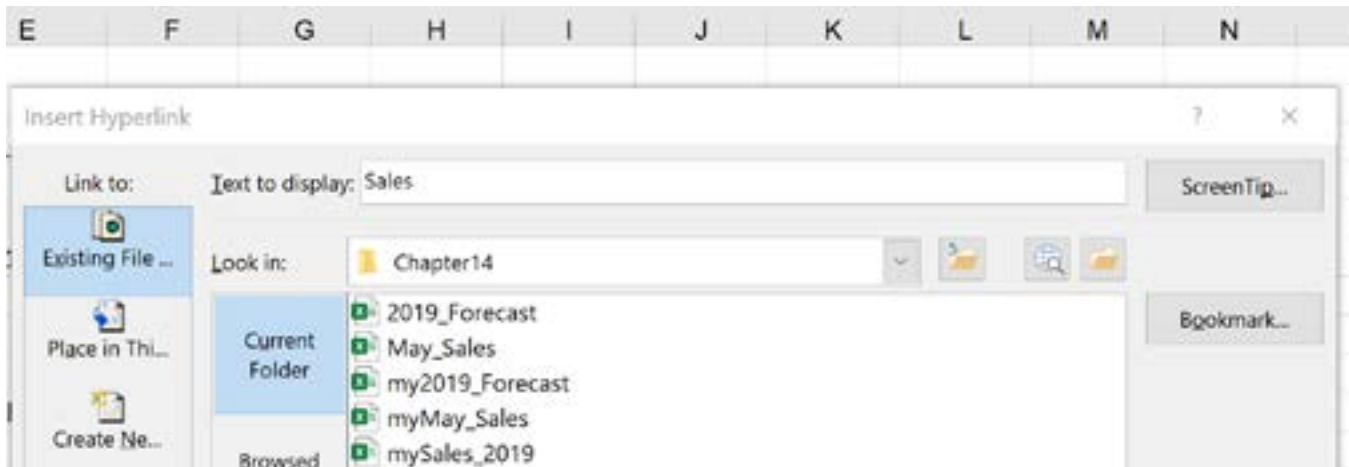 E F G H I J K L M N
Insert Hyperlink ? ×
Link to:
Text to display: Sales
ScreenTip...
Existing File ...
Look in: Chapter14
Place in Thi...
Current
Folder
2019_Forecast
May_Sales
my2019_Forecast
myMay_Sales
mySales_2019
Bookmark...
Create Ne...
Browsed